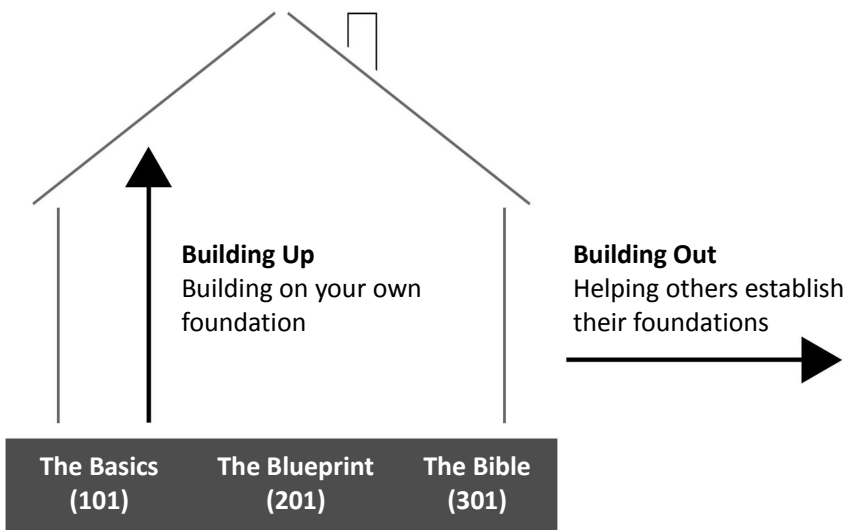 Building Up
Building on your own
foundation
Building Out
Helping others establish
their foundations
The Basics
(101)
The Blueprint
(201)
The Bible
(301)